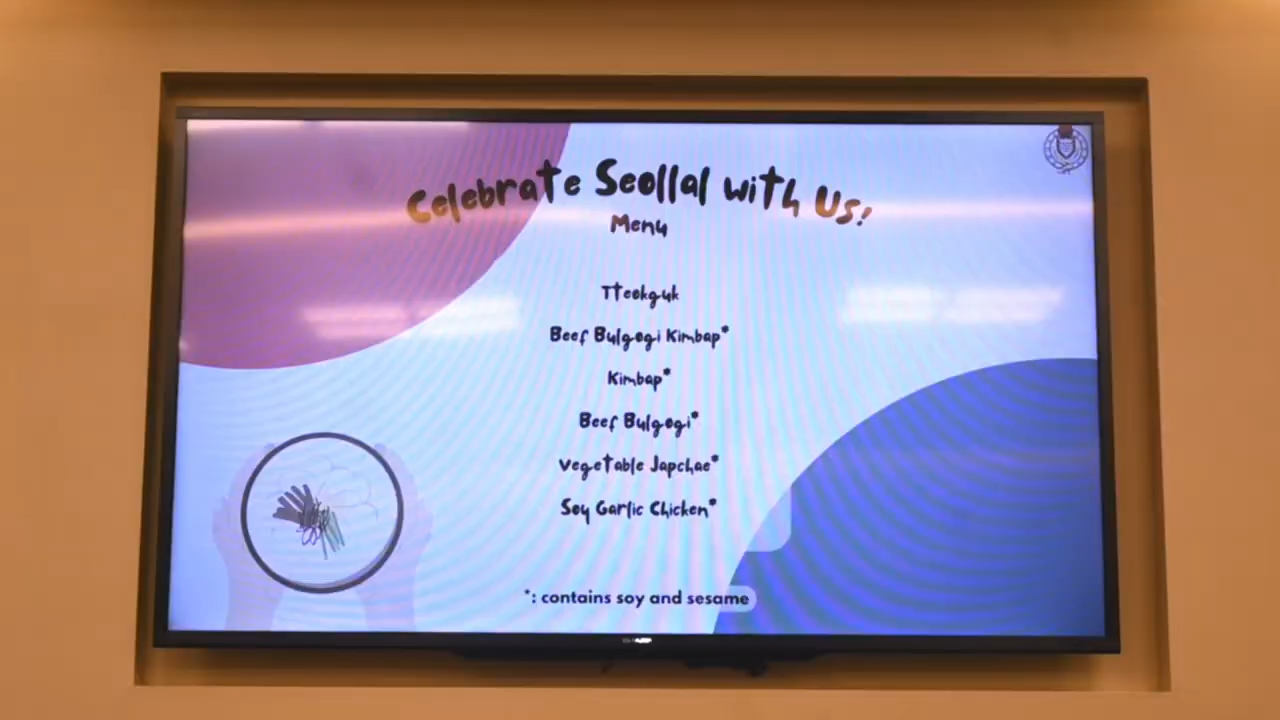 Celebrate Seollal with Us!
Menu
Tteokguk
Beef Bulgogi Kimbap*
Kimbap*
Beef Bulgogi*
Vegetable Japchae*
Soy Garlic Chicken*
*: contains soy and sesame